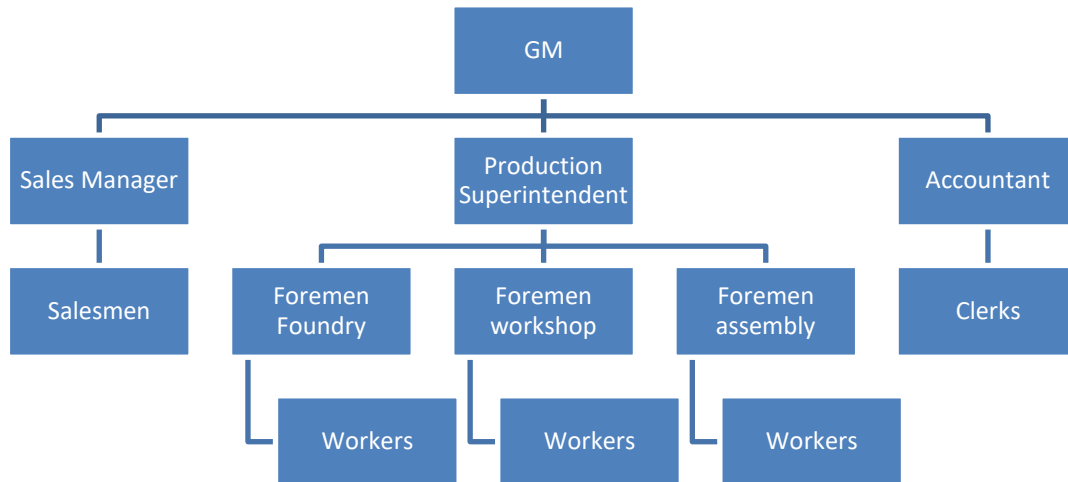 GM
Sales Manager
Production
Superintendent
Accountant
Salesmen
Foremen
Foundry
Foremen
workshop
Foremen
assembly
Clerks
Workers
Workers
Workers